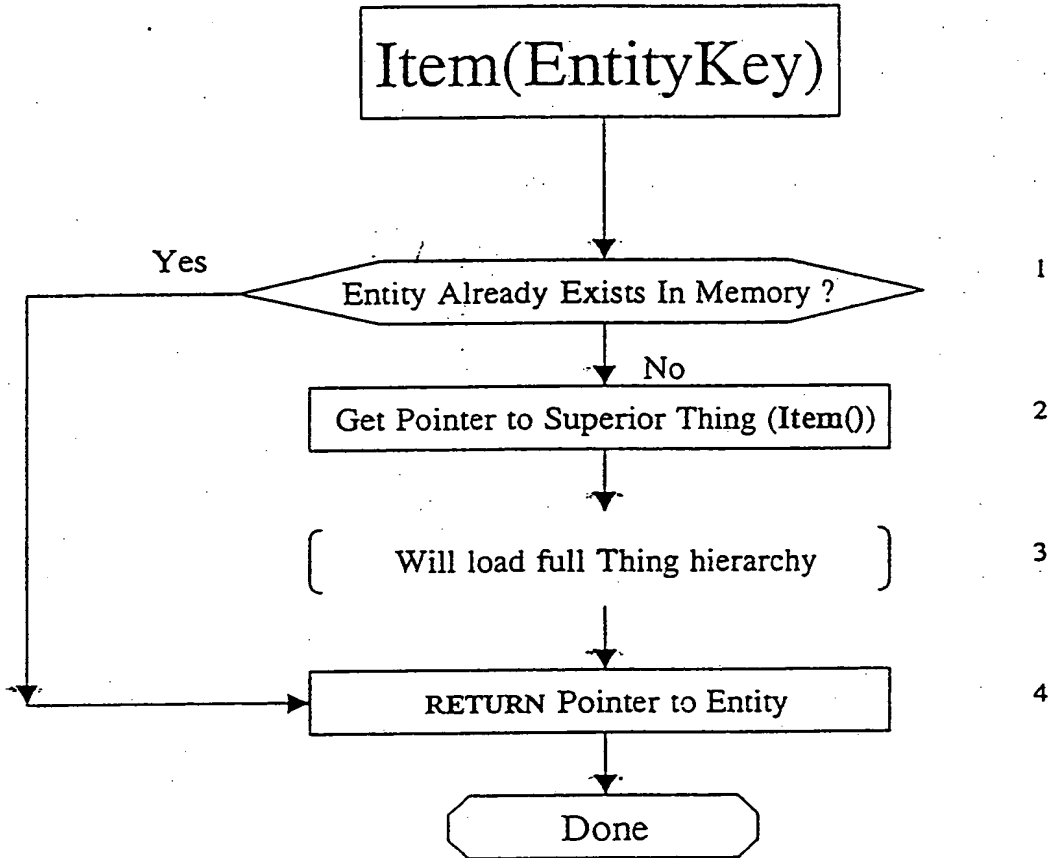 Item(EntityKey)
Yes
Entity Already Exists In Memory ?
1
No
Get Pointer to Superior Thing (Item())
2
Will load full Thing hierarchy
3
RETURN Pointer to Entity
4
Done